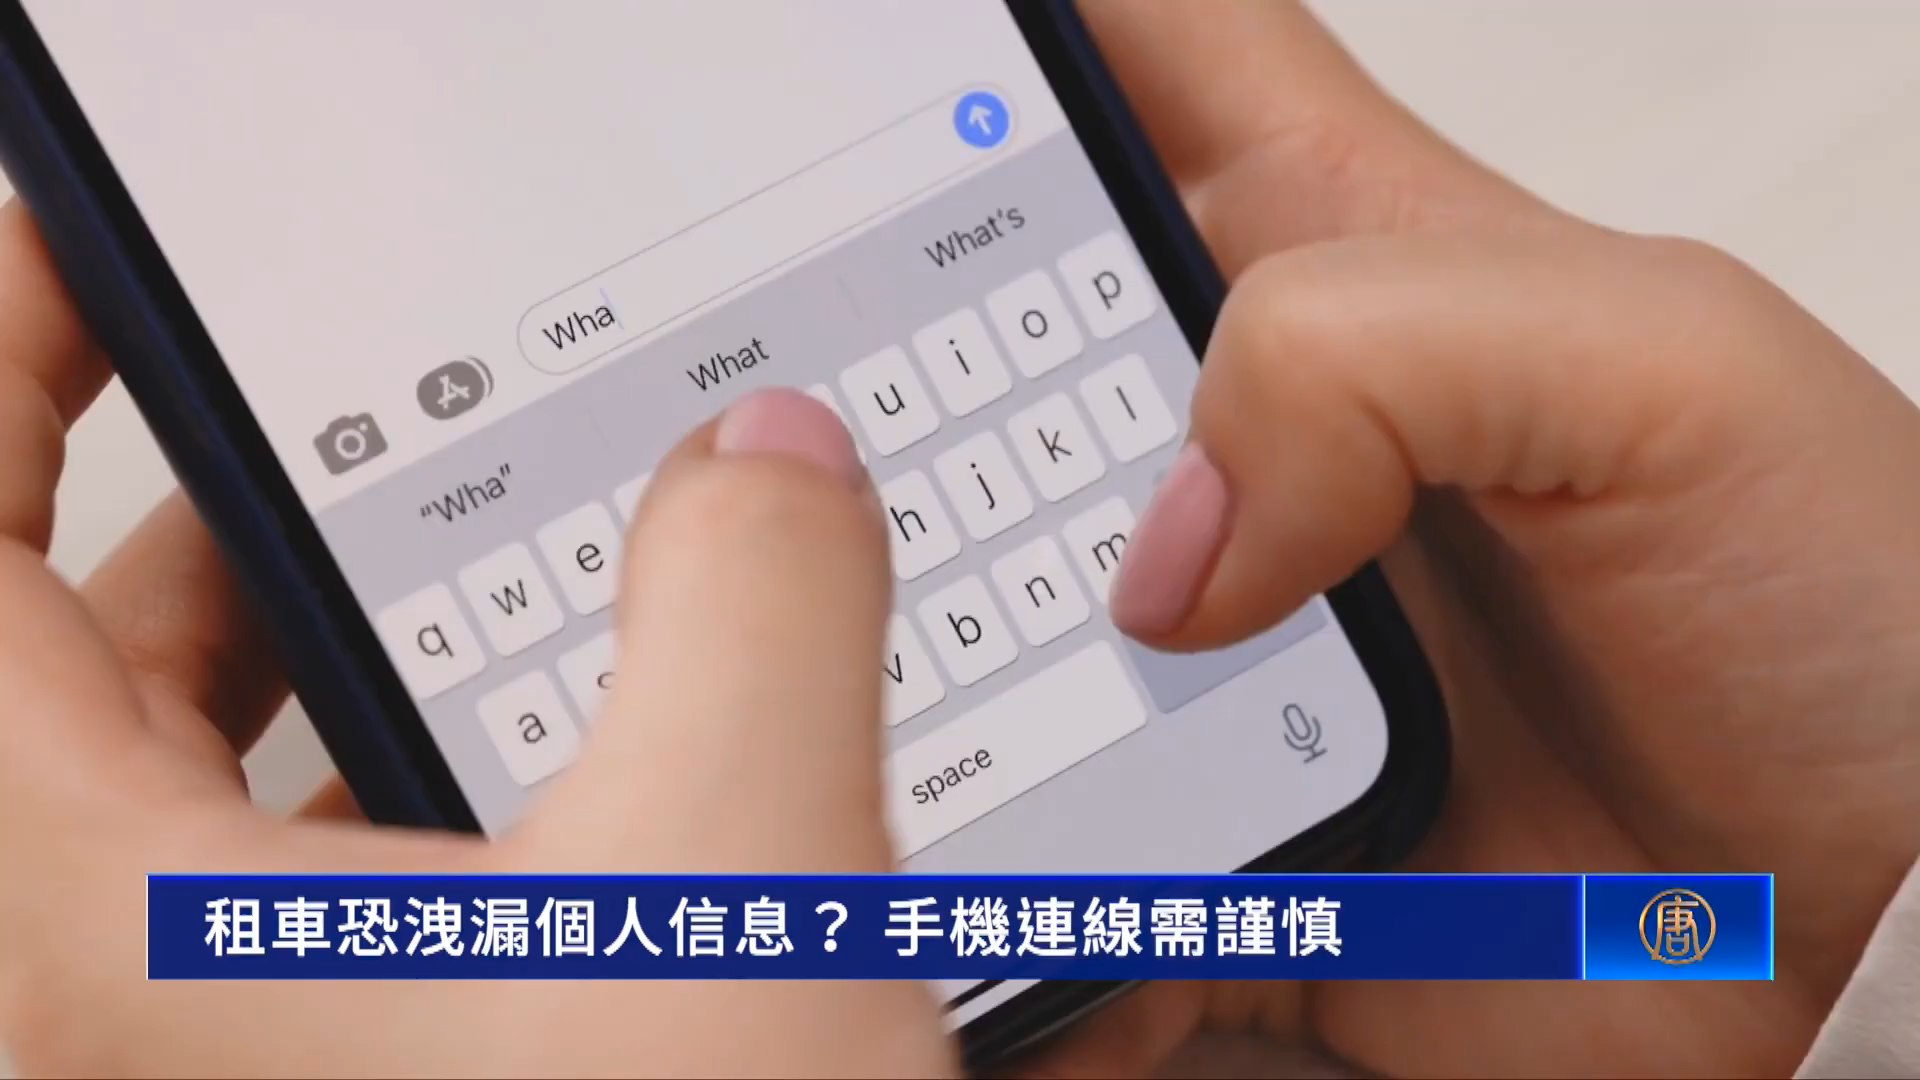 Wha
"Wha"
What
What's
q w e u i o p
a h j k l
v b n m
space
租車恐洩漏個人信息？ 手機連線需謹慎
唐